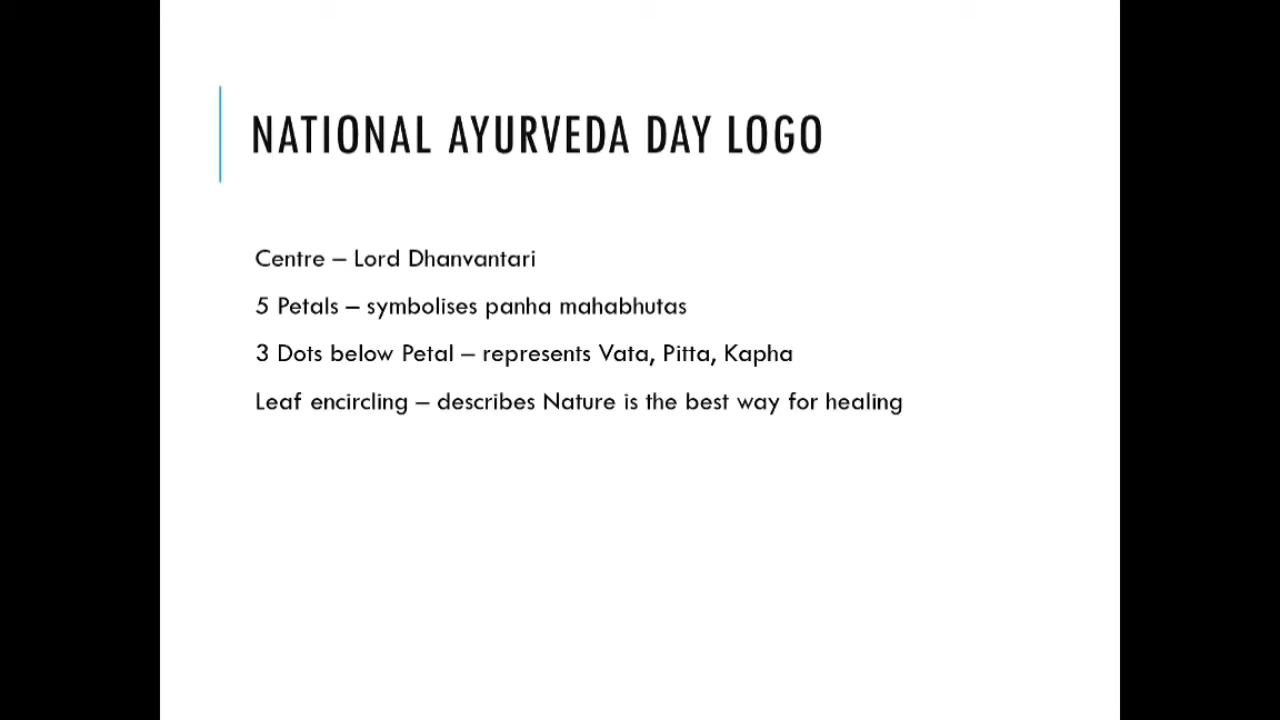 NATIONAL AYURVEDA DAY LOGO
Centre – Lord Dhanvantari
5 Petals – symbolises panha mahabhutas
3 Dots below Petal – represents Vata, Pitta, Kapha
Leaf encircling – describes Nature is the best way for healing